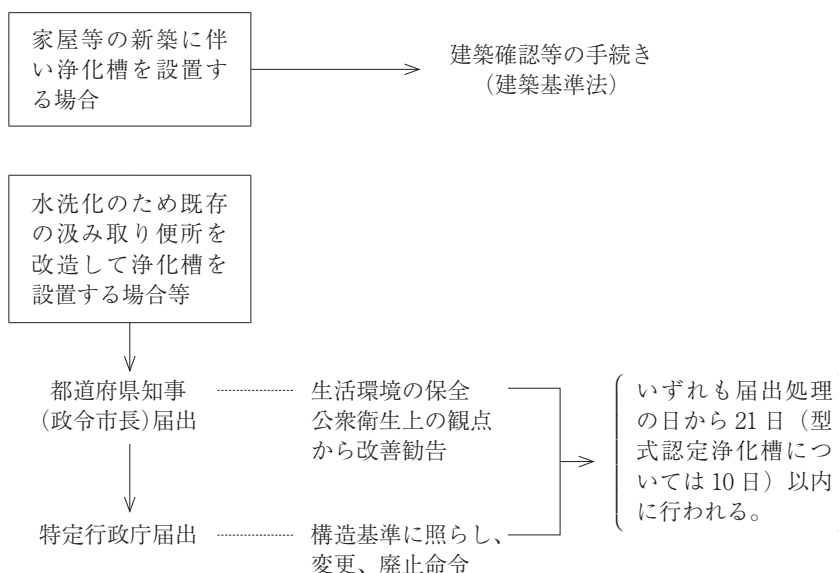 家屋等の新築に伴
い浄化槽を設置す
る場合
建築確認等の手続き
（建築基準法）
水洗化のため既存
の汲み取り便所を
改造して浄化槽を
設置する場合等
都道府県知事
（政令市長）届出
生活環境の保全
公衆衛生上の観点
から改善勧告
いずれも届出処理
の日から 21 日（型
式認定浄化槽につ
いては 10 日）以内
に行われる。
特定行政庁届出
構造基準に照らし、
変更、廃止命令